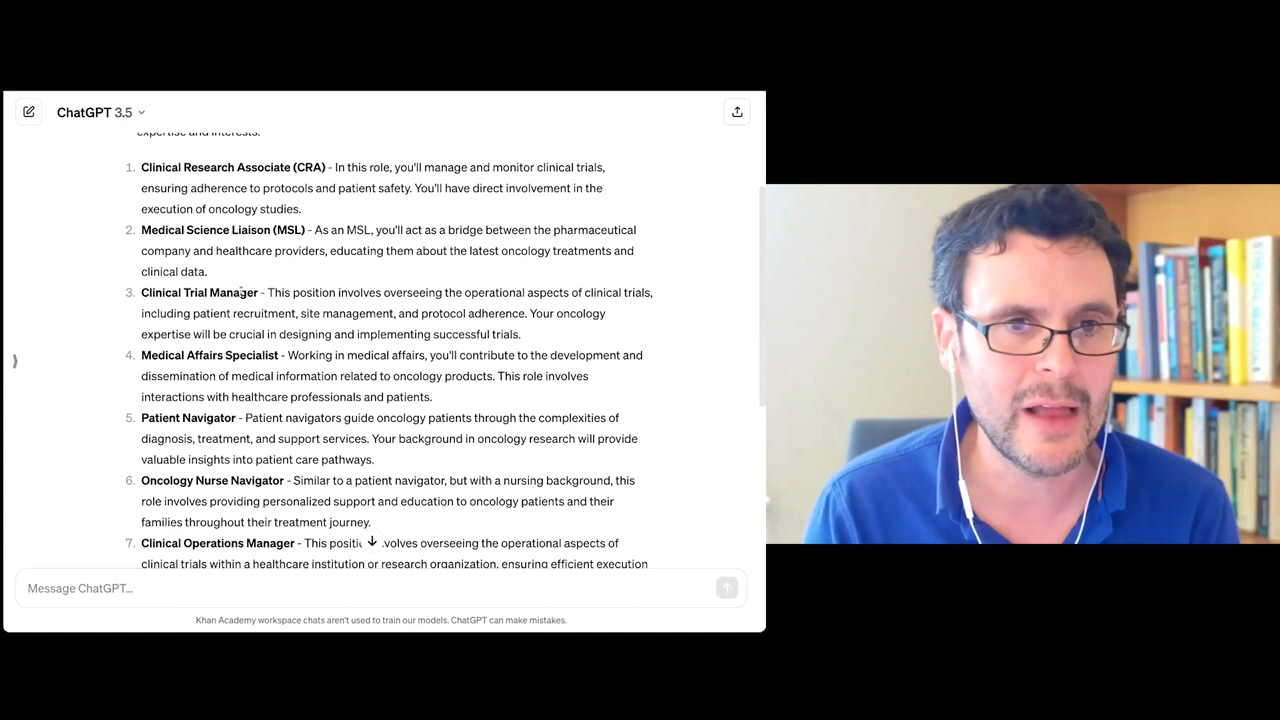 ChatGPT 3.5
expertise and interests.
1. Clinical Research Associate (CRA) - In this role, you'll manage and monitor clinical trials,
ensuring adherence to protocols and patient safety. You'll have direct involvement in the
execution of oncology studies.
2. Medical Science Liaison (MSL) - As an MSL, you'll act as a bridge between the pharmaceutical
company and healthcare providers, educating them about the latest oncology treatments and
clinical data.
3. Clinical Trial Manager - This position involves overseeing the operational aspects of clinical trials,
including patient recruitment, site management, and protocol adherence. Your oncology
expertise will be crucial in designing and implementing successful trials.
4. Medical Affairs Specialist - Working in medical affairs, you'll contribute to the development and
dissemination of medical information related to oncology products. This role involves
interactions with healthcare professionals and patients.
5. Patient Navigator - Patient navigators guide oncology patients through the complexities of
diagnosis, treatment, and support services. Your background in oncology research will provide
valuable insights into patient care pathways.
6. Oncology Nurse Navigator - Similar to a patient navigator, but with a nursing background, this
role involves providing personalized support and education to oncology patients and their
families throughout their treatment journey.
7. Clinical Operations Manager - This position involves overseeing the operational aspects of
clinical trials within a healthcare institution or research organization, ensuring efficient execution
Message ChatGPT...
Khan Academy workspace chats aren't used to train our models. ChatGPT can make mistakes.